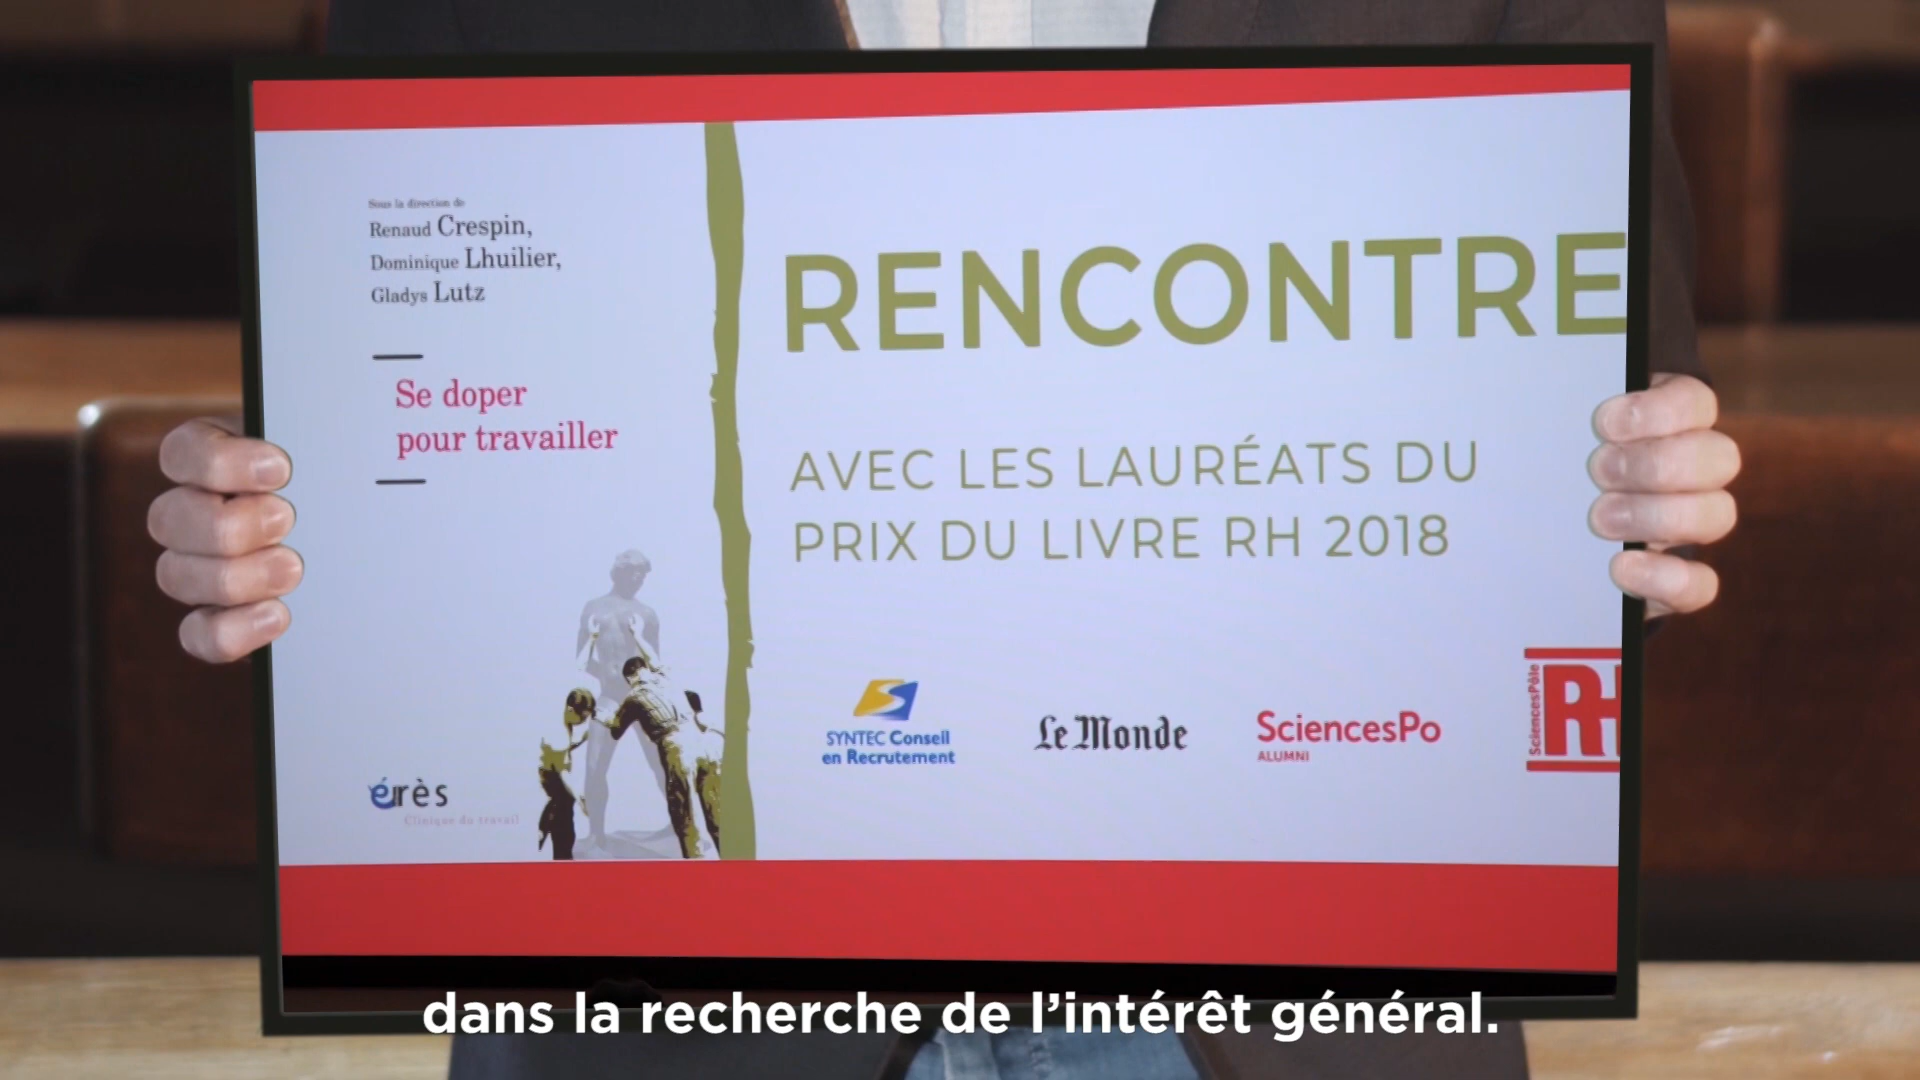 Sous la direction de
Renaud Crespin,
Dominique Lhuilier,
Gladys Lutz
Se doper
pour travailler
érès
Clinique du travail
RENCONTRE
AVEC LES LAURÉATS DU
PRIX DU LIVRE RH 2018
SYNTEC Conseil
en Recrutement
Le Monde
SciencesPo
ALUMNI
SciencesPôle
RH
dans la recherche de l’intérêt général.